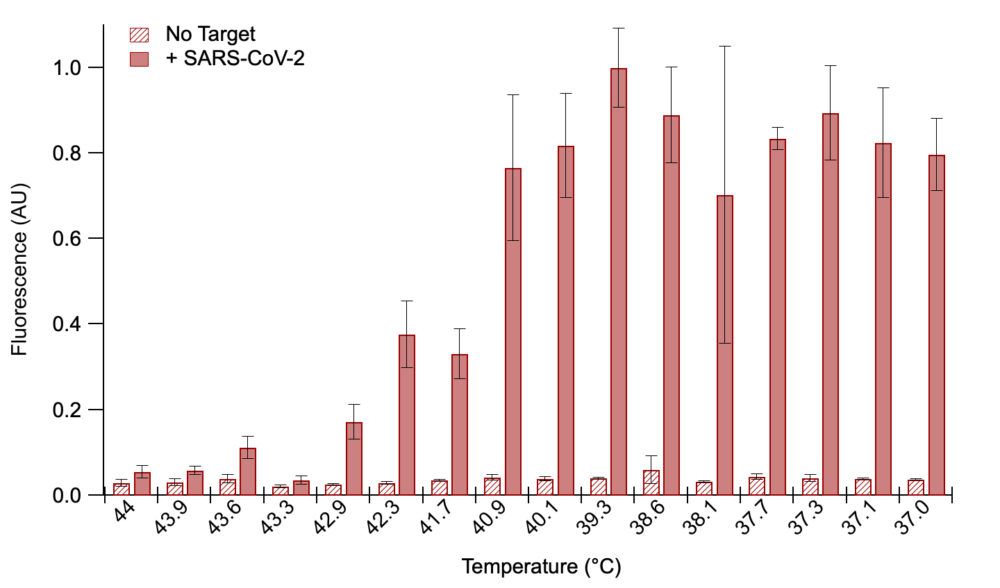 No Target
+ SARS-CoV-2
Fluorescence (AU)
1.0
0.8
0.6
0.4
0.2
0.0
44 43.9 43.6 43.3 42.9 42.3 41.7 40.9 40.1 39.3 38.6 38.1 37.7 37.3 37.1 37.0
Temperature (°C)